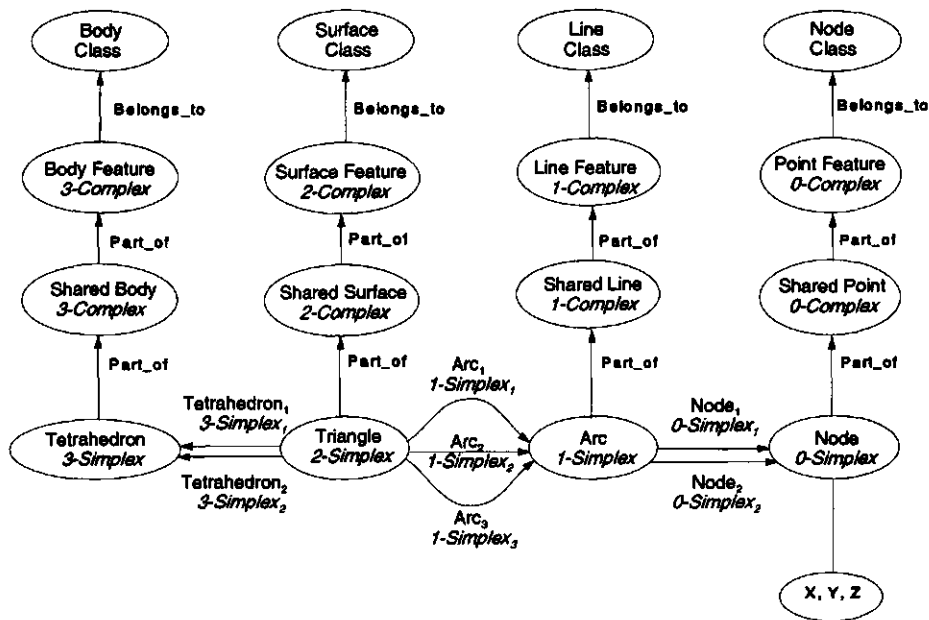 Body
Class
Surface
Class
Line
Class
Node
Class
Belongs_to
Belongs_to
Belongs_to
Belongs_to
Body Feature
3-Complex
Surface Feature
2-Complex
Line Feature
1-Complex
Point Feature
0-Complex
Part_of
Part_of
Part_of
Part_of
Shared Body
3-Complex
Shared Surface
2-Complex
Shared Line
1-Complex
Shared Point
0-Complex
Part_of
Part_of
Part_of
Part_of
Arc₁
1-Simplex₁
Tetrahedron₁
3-Simplex₁
Node₁
0-Simplex₁
Tetrahedron
3-Simplex
Triangle
2-Simplex
Arc₂
1-Simplex₂
Arc
1-Simplex
Node
0-Simplex
Tetrahedron₂
3-Simplex₂
Node₂
0-Simplex₂
Arc₃
1-Simplex₃
X, Y, Z